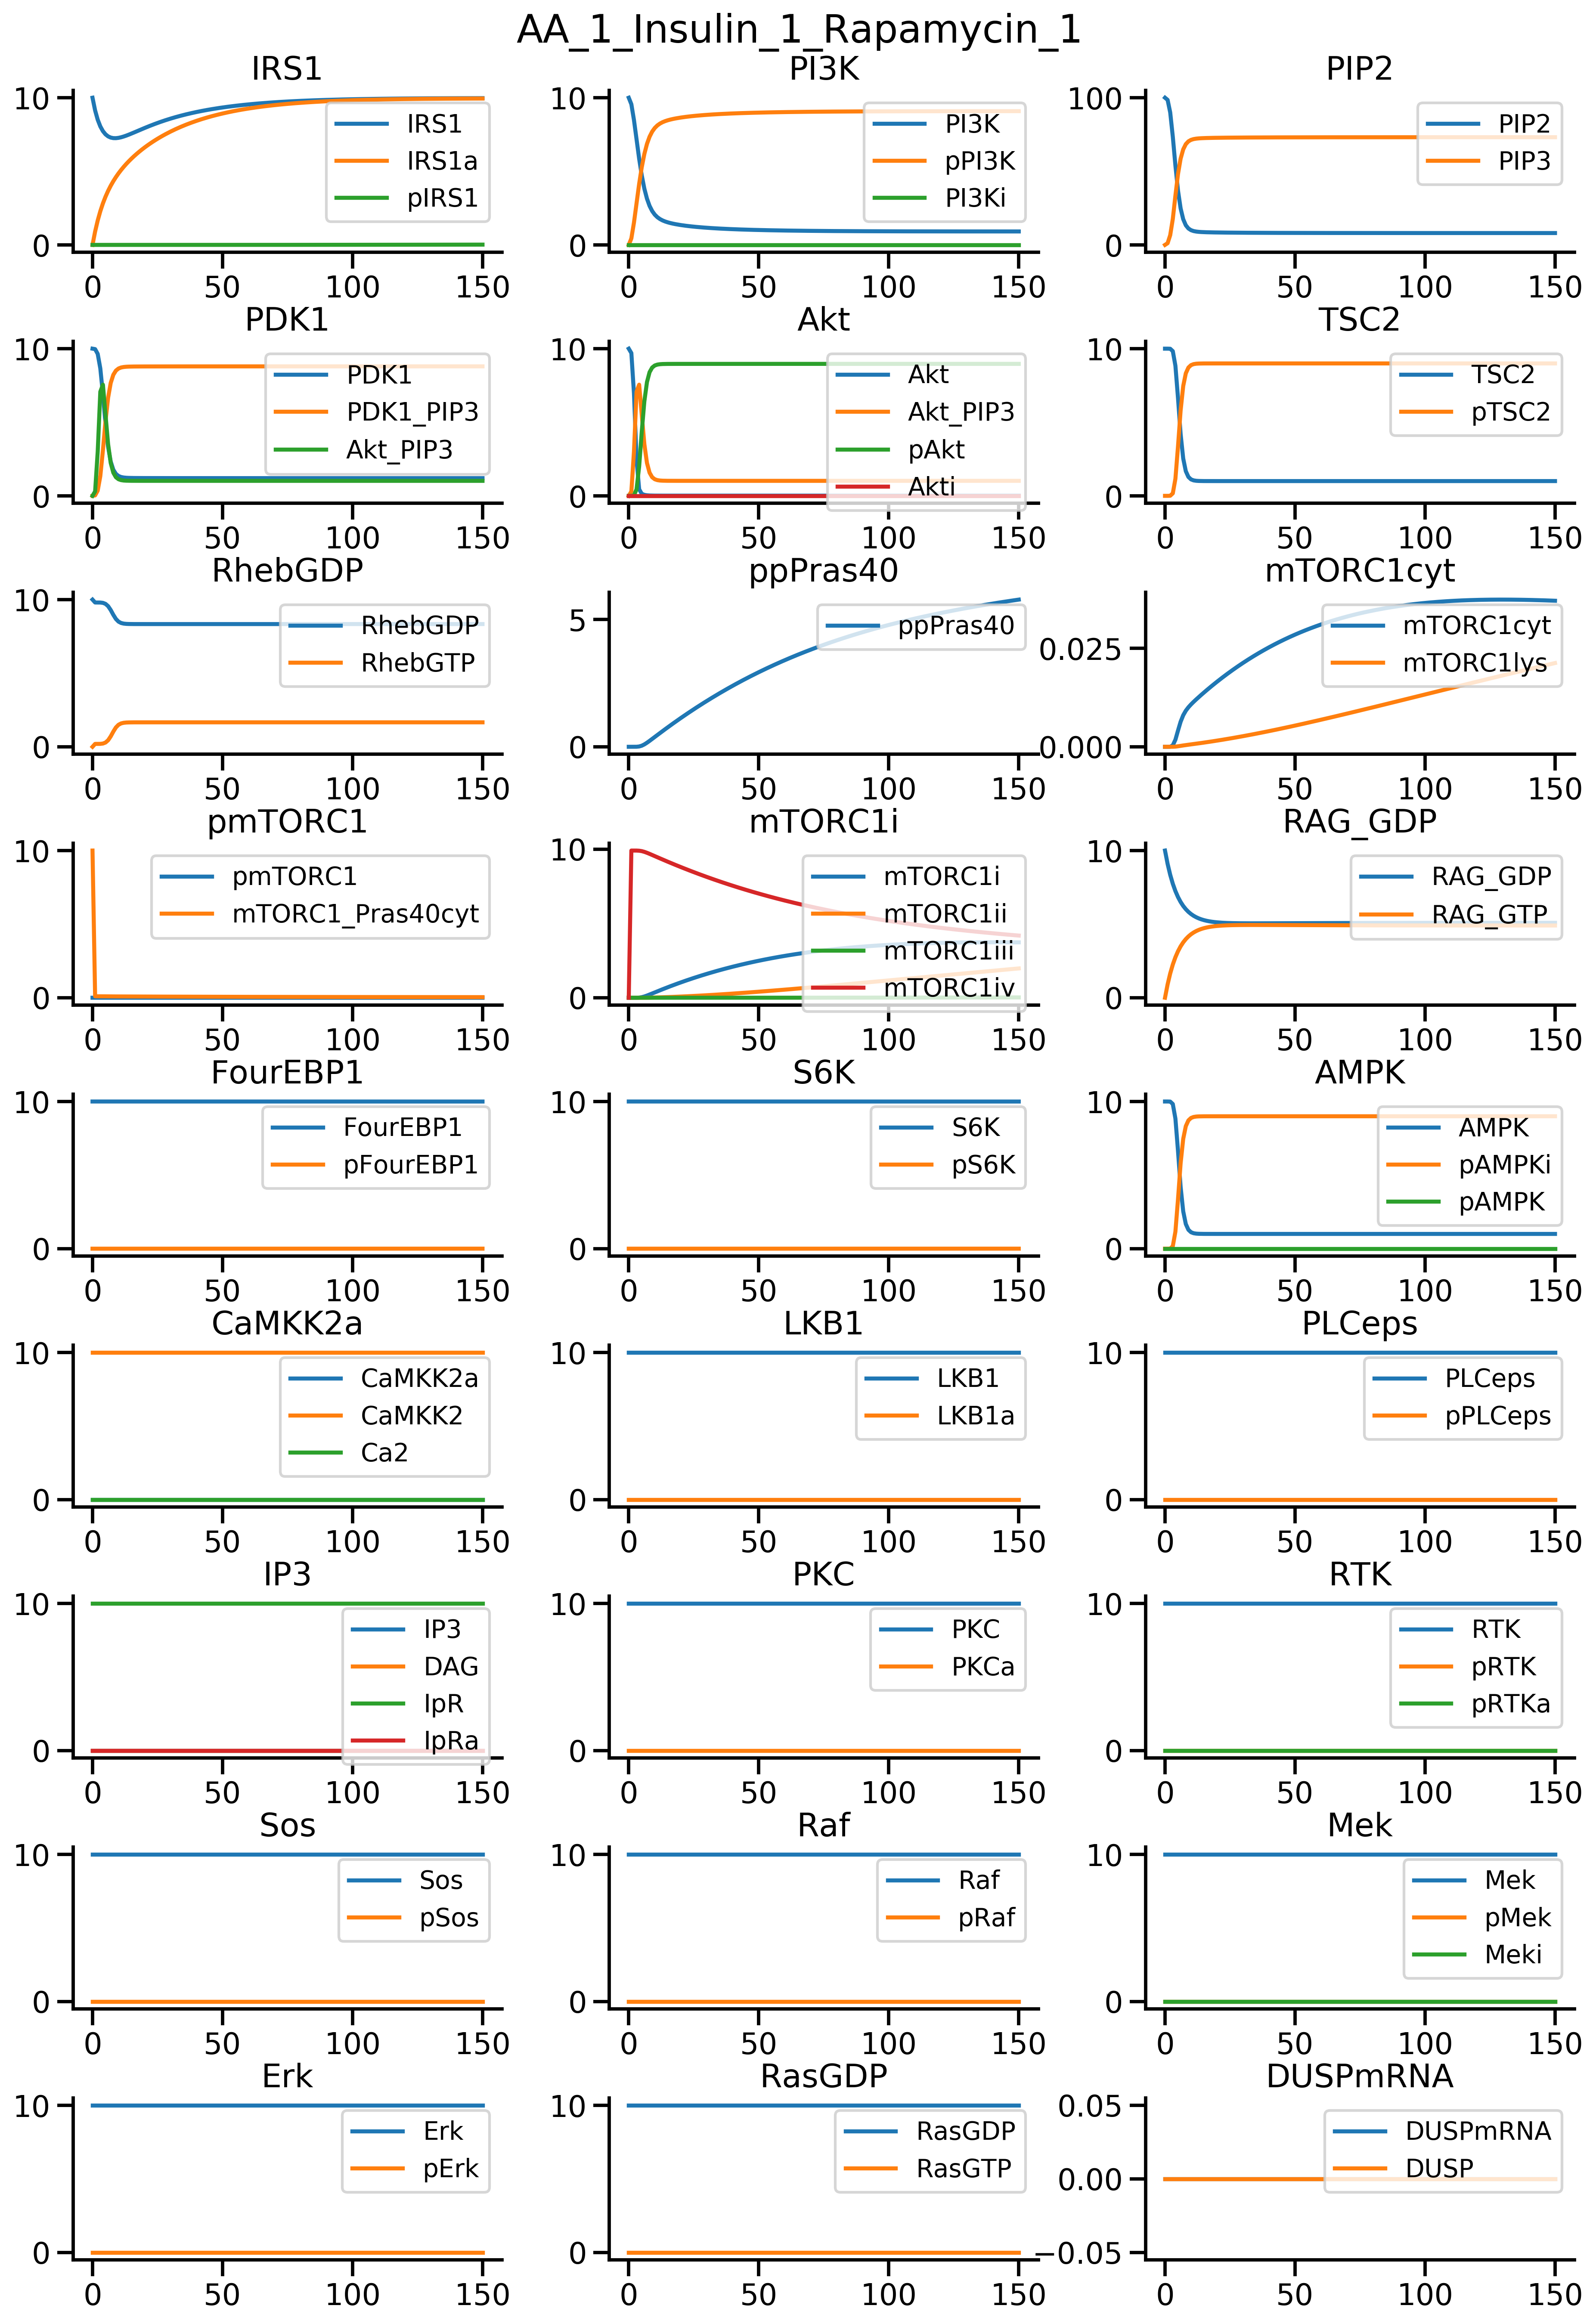 AA_1_Insulin_1_Rapamycin_1
IRS1
10
0
0 50 100 150
IRS1
IRS1a
pIRS1
PI3K
10
0
0 50 100 150
PI3K
pPI3K
PI3Ki
PIP2
100
0
0 50 100 150
PIP2
PIP3
PDK1
10
0
0 50 100 150
PDK1
PDK1_PIP3
Akt_PIP3
Akt
10
0
0 50 100 150
Akt
Akt_PIP3
pAkt
Akti
TSC2
10
0
0 50 100 150
TSC2
pTSC2
RhebGDP
10
0
0 50 100 150
RhebGDP
RhebGTP
ppPras40
5
0
0 50 100 150
ppPras40
mTORC1cyt
0.025
0.000
0 50 100 150
mTORC1cyt
mTORC1lys
pmTORC1
10
0
0 50 100 150
pmTORC1
mTORC1_Pras40cyt
mTORC1i
10
0
0 50 100 150
mTORC1i
mTORC1ii
mTORC1iii
mTORC1iv
RAG_GDP
10
0
0 50 100 150
RAG_GDP
RAG_GTP
FourEBP1
10
0
0 50 100 150
FourEBP1
pFourEBP1
S6K
10
0
0 50 100 150
S6K
pS6K
AMPK
10
0
0 50 100 150
AMPK
pAMPKi
pAMPK
CaMKK2a
10
0
0 50 100 150
CaMKK2a
CaMKK2
Ca2
LKB1
10
0
0 50 100 150
LKB1
LKB1a
PLCeps
10
0
0 50 100 150
PLCeps
pPLCeps
IP3
10
0
0 50 100 150
IP3
DAG
IpR
IpRa
PKC
10
0
0 50 100 150
PKC
PKCa
RTK
10
0
0 50 100 150
RTK
pRTK
pRTKa
Sos
10
0
0 50 100 150
Sos
pSos
Raf
10
0
0 50 100 150
Raf
pRaf
Mek
10
0
0 50 100 150
Mek
pMek
Meki
Erk
10
0
0 50 100 150
Erk
pErk
RasGDP
10
0
0 50 100 150
RasGDP
RasGTP
DUSPmRNA
0.05
0.00
−0.05
0 50 100 150
DUSPmRNA
DUSP